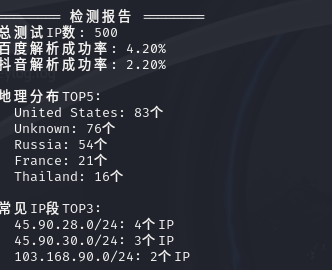 ═══════ 检测报告 ═══════
总测试IP数: 500
百度解析成功率: 4.20%
抖音解析成功率: 2.20%
地理分布TOP5:
United States: 83个
Unknown: 76个
Russia: 54个
France: 21个
Thailand: 16个
常见IP段TOP3:
45.90.28.0/24: 4个IP
45.90.30.0/24: 3个IP
103.168.90.0/24: 2个IP